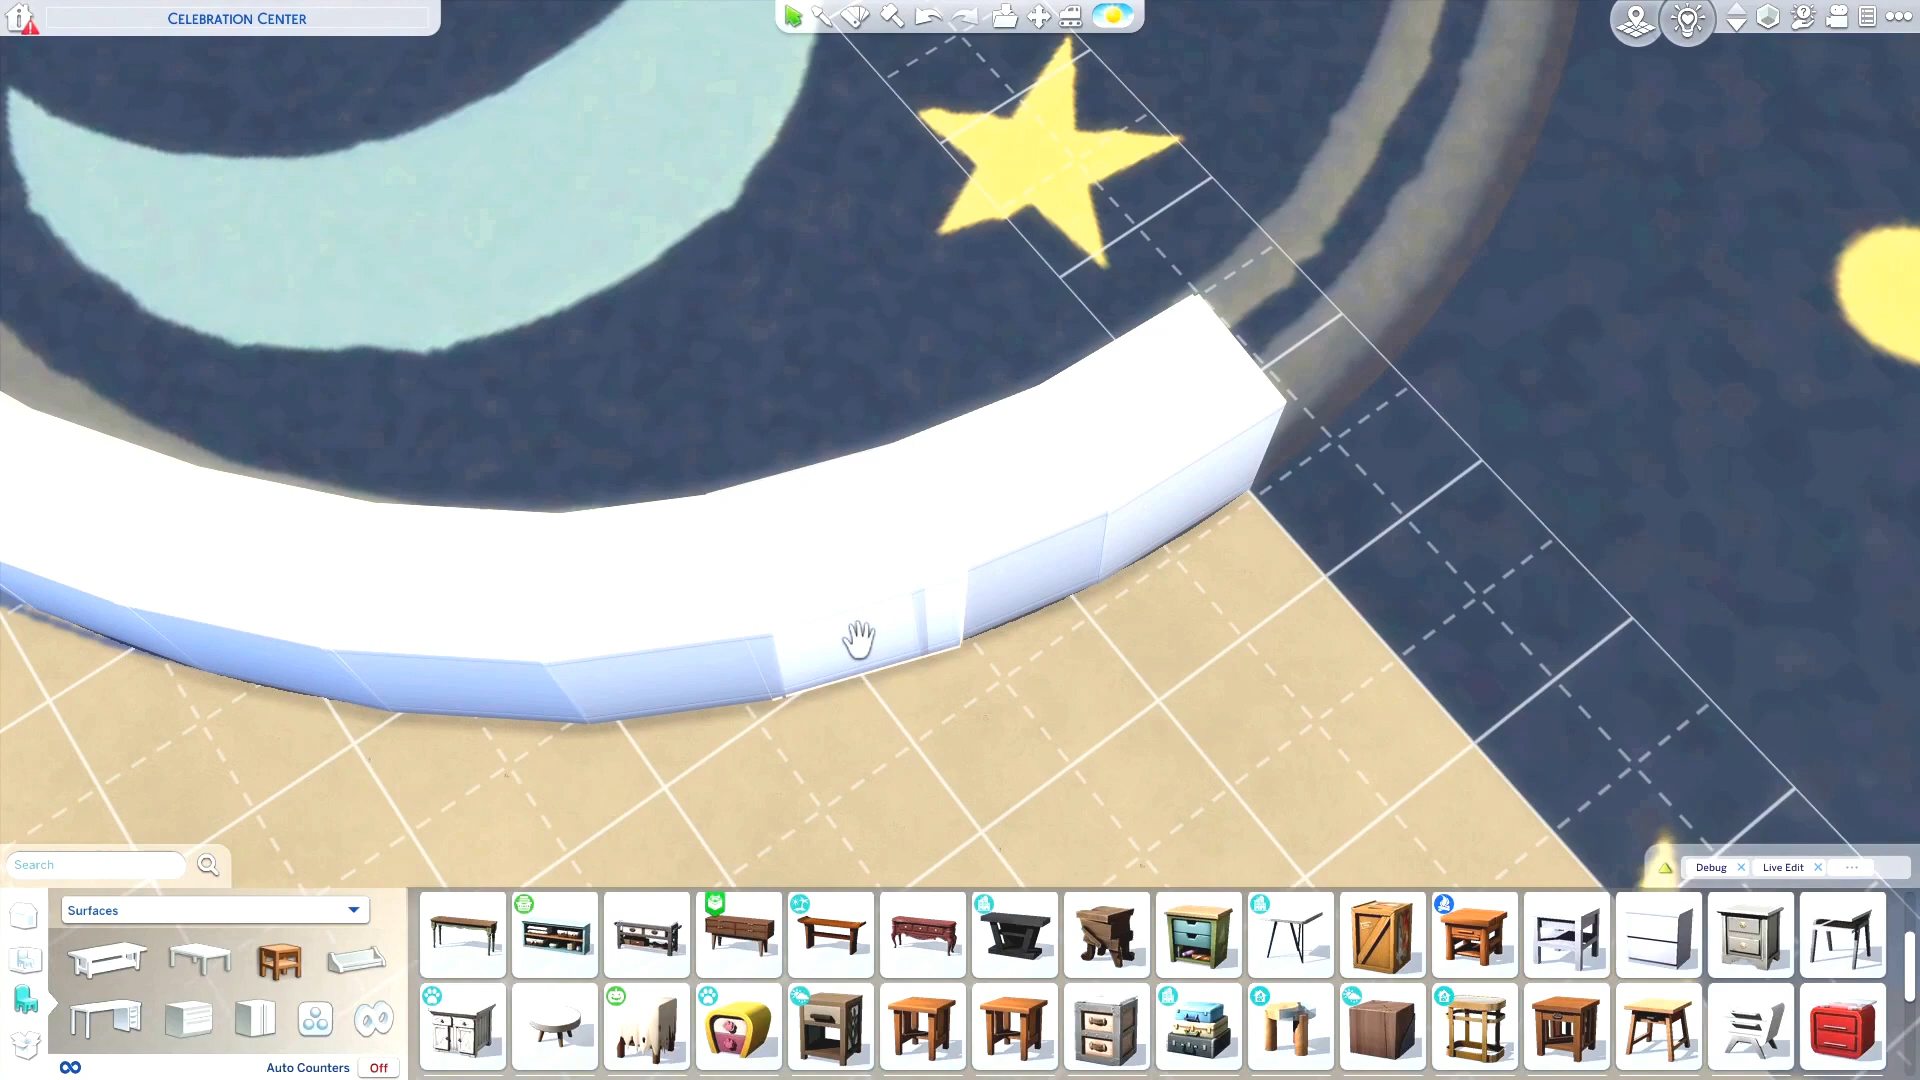 Celebration Center
Search
Debug
Live Edit
Surfaces
Auto Counters
Off